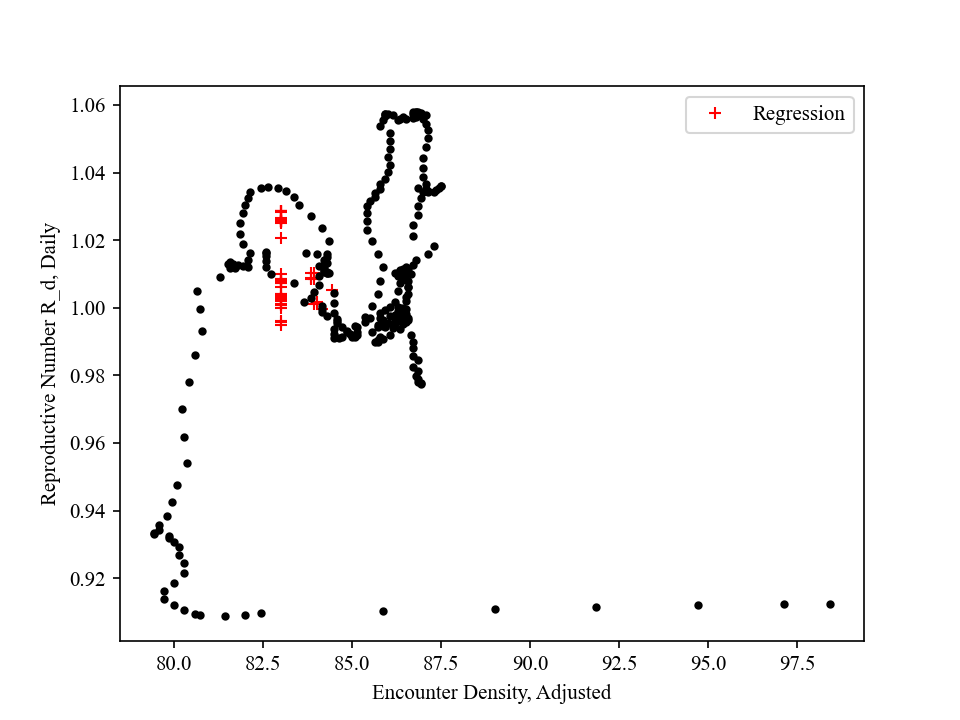 Regression
1.06
1.04
1.02
1.00
0.98
0.96
0.94
0.92
Reproductive Number R_d, Daily
80.0 82.5 85.0 87.5 90.0 92.5 95.0 97.5
Encounter Density, Adjusted